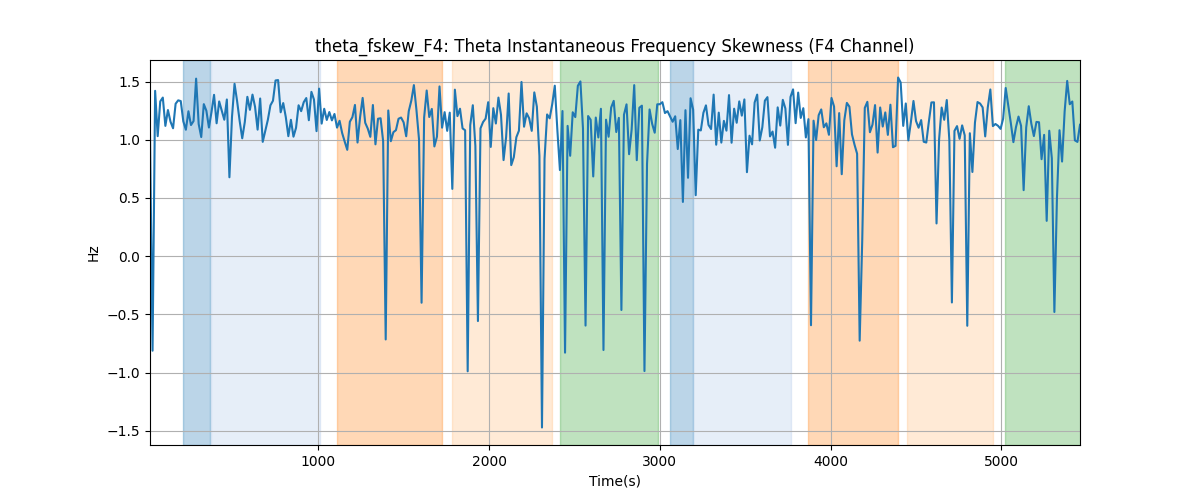 theta_fskew_F4: Theta Instantaneous Frequency Skewness (F4 Channel)
1.5
1.0
0.5
0.0
−0.5
−1.0
−1.5
Hz
1000 2000 3000 4000 5000
Time(s)